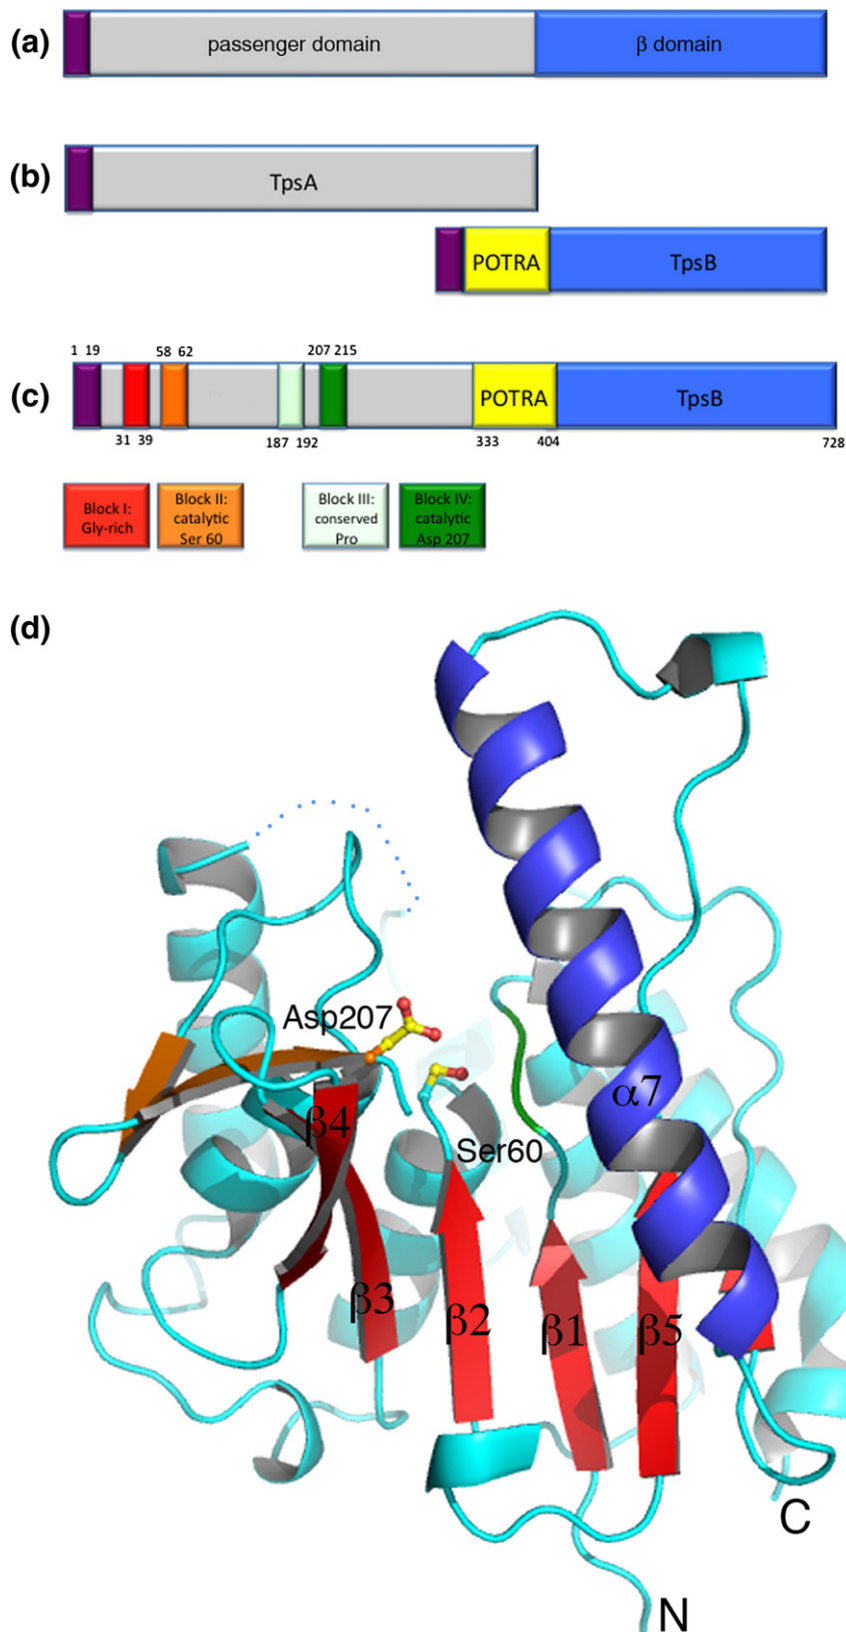 (a) passenger domain β domain
(b) TpsA
POTRA TpsB
1 19 58 62 207 215
(c) POTRA TpsB
31 39 187 192 333 404 728
Block I: Block II: Block III: Block IV:
Gly-rich catalytic conserved catalytic
Ser 60 Pro Asp 207
(d)
Asp207
α7
β4
Ser60
β3 β2 β1 β5
C
N